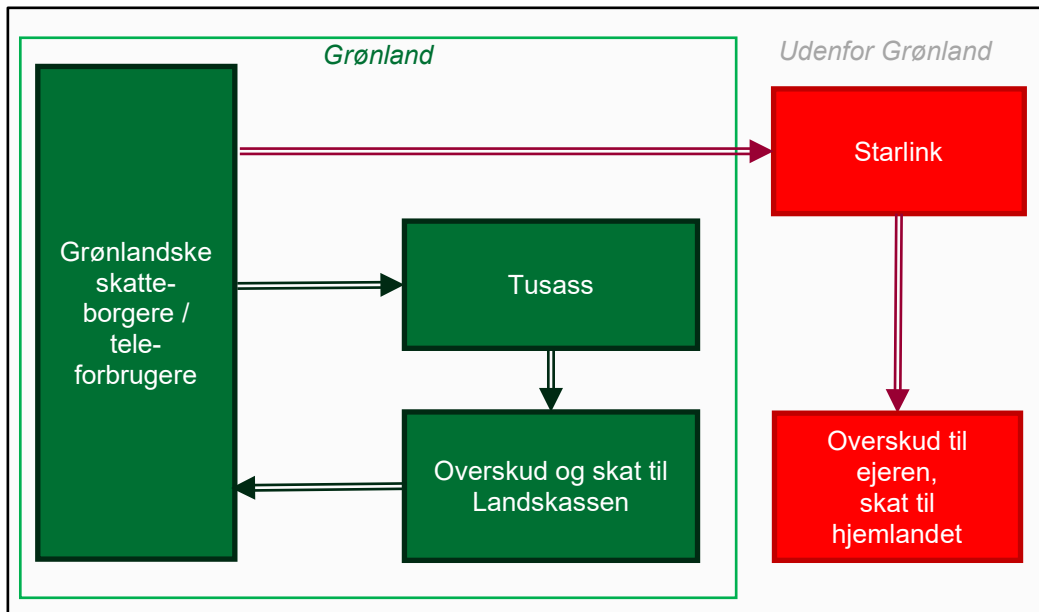 Grønland
Udenfor Grønland
Starlink
Grønlandske
skatte-
borgere /
tele-
forbrugere
Tusass
Overskud og skat til
Landskassen
Overskud til
ejeren,
skat til
hjemlandet